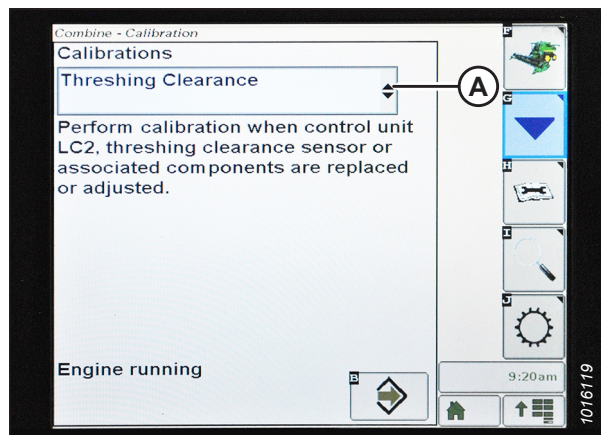 Combine - Calibration
Calibrations
Threshing Clearance
A
Perform calibration when control unit
LC2, threshing clearance sensor or
associated components are replaced
or adjusted.
Engine running
B
F
G
H
I
J
9:20am
1016119